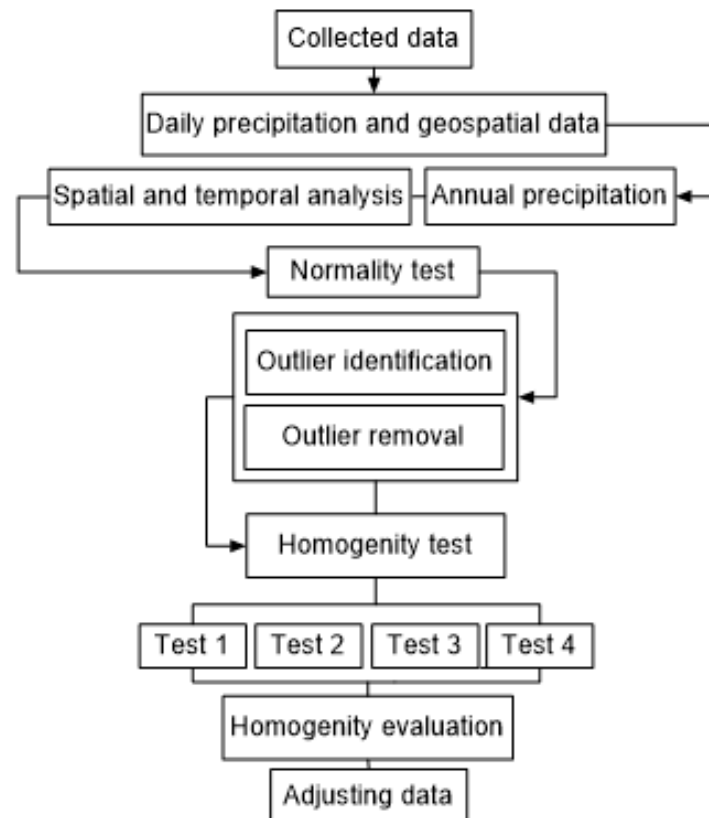 Collected data
Daily precipitation and geospatial data
Spatial and temporal analysis
Annual precipitation
Normality test
Outlier identification
Outlier removal
Homogenity test
Test 1
Test 2
Test 3
Test 4
Homogenity evaluation
Adjusting data